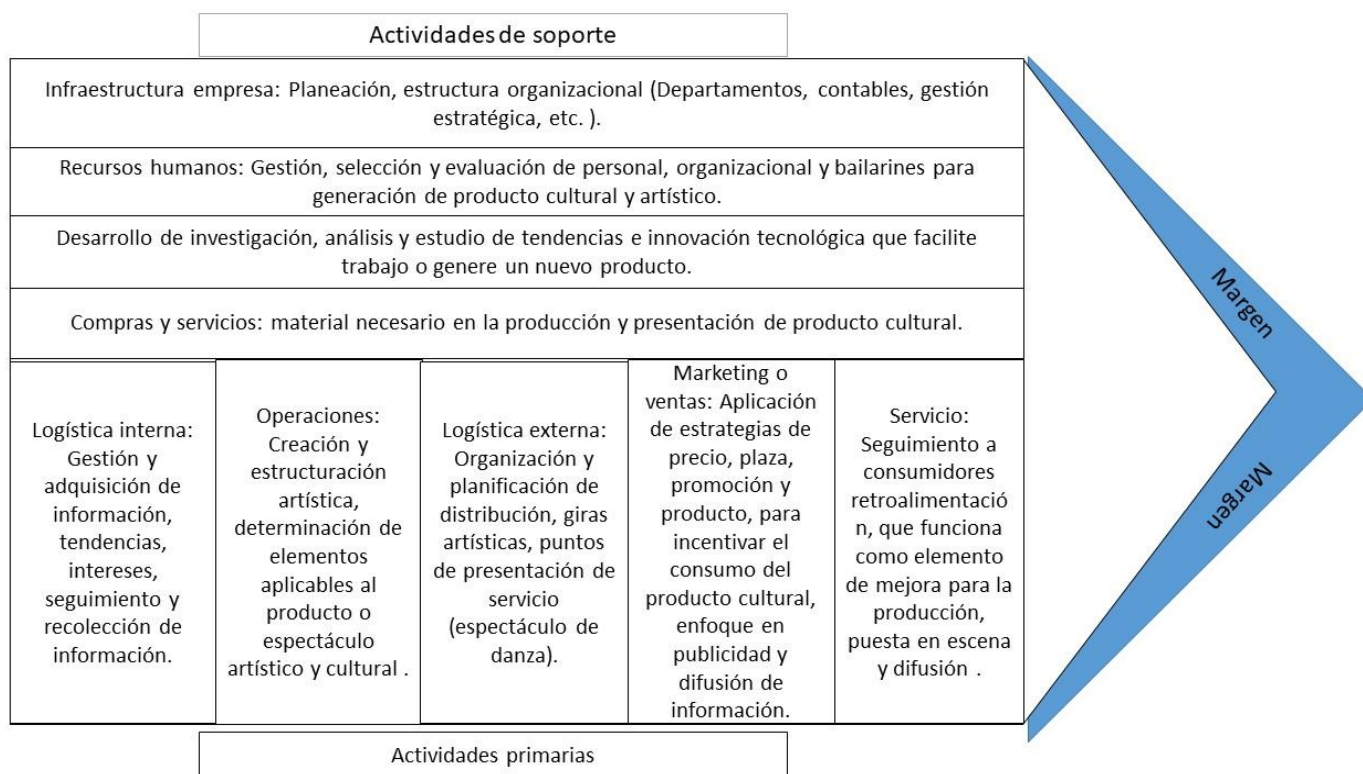 Actividades de soporte
Infraestructura empresa: Planeación, estructura organizacional (Departamentos, contables, gestión
estratégica, etc. ).
Recursos humanos: Gestión, selección y evaluación de personal, organizacional y bailarines para
generación de producto cultural y artístico.
Desarrollo de investigación, análisis y estudio de tendencias e innovación tecnológica que facilite
trabajo o genere un nuevo producto.
Compras y servicios: material necesario en la producción y presentación de producto cultural.
Logística interna:
Gestión y
adquisición de
información,
tendencias,
intereses,
seguimiento y
recolección de
información.
Operaciones:
Creación y
estructuración
artística,
determinación de
elementos
aplicables al
producto o
espectáculo
artístico y cultural .
Logística externa:
Organización y
planificación de
distribución, giras
artísticas, puntos
de presentación de
servicio
(espectáculo de
danza).
Marketing o
ventas: Aplicación
de estrategias de
precio, plaza,
promoción y
producto, para
incentivar el
consumo del
producto cultural,
enfoque en
publicidad y
difusión de
información.
Servicio:
Seguimiento a
consumidores
retroalimentació
n, que funciona
como elemento
de mejora para la
producción,
puesta en escena
y difusión .
Margen
Margen
Actividades primarias